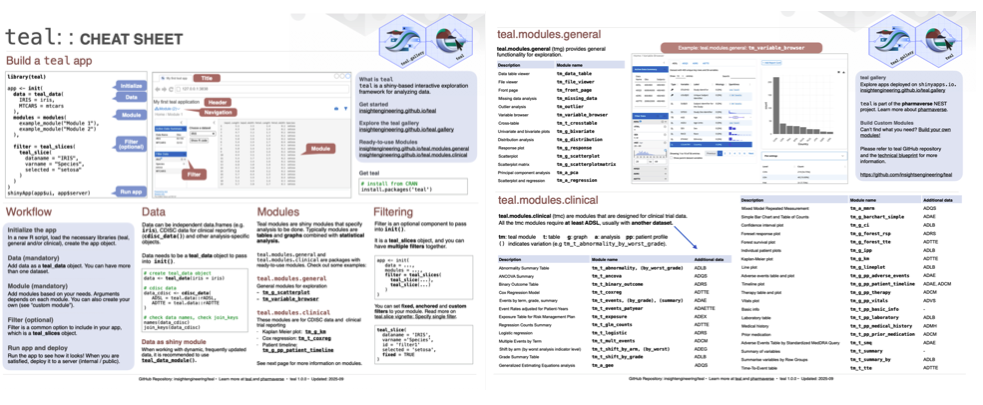 teal:: CHEAT SHEET
Build a teal app
library(teal)
app <- init(
data = teal_data(
IRIS = iris,
MTCARS = mtcars
),
modules = modules(
example_module("Module 1"),
example_module("Module 2")
),
filter = teal_slices(
teal_slice(
dataname = "IRIS",
varname = "Species",
selected = "setosa"
)
)
)
shinyApp(app$ui, app$server)
Initialize
Data
Module
Filter
(optional)
Run app
Title
Header
Navigation
Module
Filter
My first teal application
What is teal
teal is a shiny-based interactive exploration
framework for analyzing data.
Get started
insightsengineering.github.io/teal
Explore the teal gallery
insightsengineering.github.io/teal.gallery
Ready-to-use Modules
insightsengineering.github.io/teal.modules.general
insightsengineering.github.io/teal.modules.clinical
Get teal
# install from CRAN
install.packages("teal")
Workflow
Initialize the app
In a new R script, load the necessary libraries (teal,
general and/or clinical), create the app object.
Data (mandatory)
Add data as a teal_data object. You can have more
than one dataset.
Module (mandatory)
Add modules based on your needs. Arguments
depends on each module. You can also create your
own (see "custom module").
Filter (optional)
Filter is a common option to include in your app,
which is a teal_slices object.
Run app and deploy
Run the app to see how it looks! When you are
satisfied, deploy it to a server (internal / public).
Data
Data can be independent data frames (e.g.
iris), CDISC data for clinical reporting
(cdisc_data()) and other analysis-specific
objects.
Data needs to be a teal_data object to pass
into init().
# create teal_data object
data <- teal_data(iris = iris)
# cdisc data
data <- cdisc_data(
ADSL = teal.data::rADSL,
ADTTE = teal.data::rADTTE
)
# check data names, check join_keys
names(data)
join_keys(data)
Data as shiny module
When working with dynamic, frequently updated
data, it is recommended to use
teal_data_module.
Modules
Teal modules are shiny modules that specify
analysis to be done. Typically modules are
tables and graphs combined with statistical
analysis.
teal.modules.general and
teal.modules.clinical are packages with ready-to-use
modules. Check out some examples:
teal.modules.general
General modules for exploration
- tm_g_scatterplot
- tm_variable_browser
teal.modules.clinical
These modules are for CDISC data and clinical
trial reporting
- Kaplan Meier plot: tm_g_km
- Cox regression: tm_t_coxreg
- Patient timeline:
tm_g_pp_patient_timeline
See next page for more information on modules.
Filtering
Filter is an optional component to pass
into init().
It is a teal_slices object, and you can have
multiple filters together.
app <- init(
data = ...,
modules = ...,
filter = teal_slices(
teal_slice(...),
teal_slice(...)
)
)
You can set fixed, anchored and custom
filters to your module. Read more on
teal.slice vignette. Specify single filter:
teal_slice(
dataname = "IRIS",
varname = "Species",
id = "filter1",
selected = "setosa",
fixed = TRUE
)
GitHub Repository: insightsengineering/teal • Learn more at teal and pharmaverse • teal 1.0.0 • Updated: 2025-09
teal.modules.general
teal.modules.general (tmg) provides general
functionality for exploration.
Description Module name
Data table viewer tm_data_table
File viewer tm_file_viewer
Front page tm_front_page
Missing data analysis tm_missing_data
Outlier analysis tm_outlier
Variable browser tm_variable_browser
Cross-table tm_t_crosstable
Univariate and bivariate plots tm_g_bivariate
Distribution analysis tm_g_distribution
Response plot tm_g_response
Scatterplot tm_g_scatterplot
Scatterplot matrix tm_g_scatterplotmatrix
Principal component analysis tm_a_pca
Scatterplot and regression tm_a_regression
Example: teal.modules.general: tm_variable_browser
teal gallery
Explore apps deployed on shinyapps.io.
insightsengineering.github.io/teal.gallery
teal is part of the pharmaverse NEST
project. Learn more about pharmaverse.
Build Custom Modules
Can't find what you need? Build your own
modules!
Please refer to teal GitHub repository
and the technical blueprint for more
information.
https://github.com/insightsengineering/teal
teal.modules.clinical
teal.modules.clinical (tmc) are modules that are designed for clinical trial data.
All the tmc modules require at least ADSL, usually with another dataset.
tm: teal module t: table g: graph a: analysis pp: patient profile
() indicates variation (e.g tm_t_abnormality_by_worst_grade).
Description Module name Additional data
Abnormality Summary Table tm_t_abnormality, (by_worst_grade) ADLB
ANCOVA Summary tm_t_ancova ADQS
Binary Outcome Table tm_t_binary_outcome ADRS
Cox Regression Model tm_t_coxreg ADTTE
Events by term, grade, summary tm_t_events, (by_grade), (summary) ADAE
Event Rates Adjusted for Patient Years tm_t_events_patyear ADAETTE
Exposure Table for Risk Management Plan tm_t_exposure ADEX
Regression Counts Summary tm_t_glm_counts ADTTE
Logistic regression tm_t_logistic ADRS
Multiple Events by Term tm_t_mult_events ADCM
Shift by arm (by worst analysis indicator level) tm_t_shift_by_arm, (by_worst) ADEG
Grade Summary Table tm_t_shift_by_grade ADLB
Generalized Estimating Equations analysis tm_a_gee ADQS
Description Module name Additional data
Mixed Model Repeated Measurement tm_a_mmrm ADQS
Simple Bar Chart and Table of Counts tm_g_barchart_simple ADAE
Confidence interval plot tm_g_ci ADLB
Forest response plot tm_g_forest_rsp ADRS
Forest survival plot tm_g_forest_tte ADTTE
Individual patient plots tm_g_ipp ADLB
Kaplan-Meier plot tm_g_km ADTTE
Line plot tm_g_lineplot ADLB
Adverse events table and plot tm_g_pp_adverse_events ADAE
Timeline plot tm_g_pp_patient_timeline ADAE, ADCM
Therapy table and plot tm_g_pp_therapy ADCM
Vitals plot tm_g_pp_vitals ADVS
Basic info tm_t_pp_basic_info -
Laboratory table tm_t_pp_laboratory ADLB
Medical history tm_t_pp_medical_history ADMH
Prior medication tm_t_pp_prior_medication ADCM
Adverse Events Table by Standardized MedDRA Query tm_t_smq ADAE
Summary of variables tm_t_summary
Summarize variables by Row Groups tm_t_summary_by ADLB
Time-To-Event table tm_t_tte ADTTE
GitHub Repository: insightsengineering/teal • Learn more at teal and pharmaverse • teal 1.0.0 • Updated: 2025-09